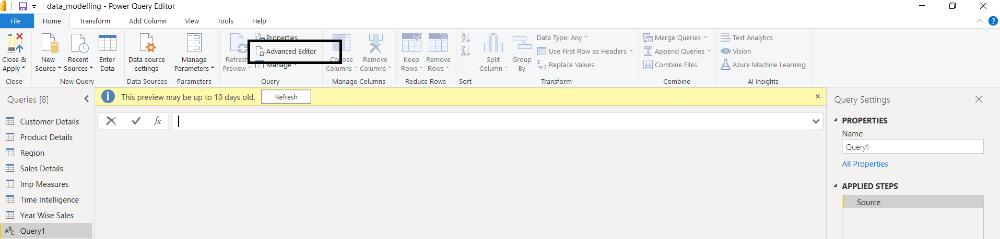 data_modelling - Power Query Editor
File Home Transform Add Column View Tools Help
Close & Apply
New Source
Recent Sources
Enter Data
Data source settings
Manage Parameters
Refresh Preview
Properties
Advanced Editor
Manage
Choose Columns
Remove Columns
Keep Rows
Remove Rows
A
Z
Z
A
Split Column
Group By
Data Type: Any
Use First Row as Headers
1
2
Replace Values
Merge Queries
Append Queries
Combine Files
Text Analytics
Vision
Azure Machine Learning
Close New Query Data Sources Parameters Query Manage Columns Reduce Rows Sort Transform Combine AI Insights
Queries [8]
This preview may be up to 10 days old. Refresh
fx
Customer Details
Product Details
Region
Sales Details
Imp Measures
Time Intelligence
Year Wise Sales
ABC Query1
Query Settings
PROPERTIES
Name
Query1
All Properties
APPLIED STEPS
Source